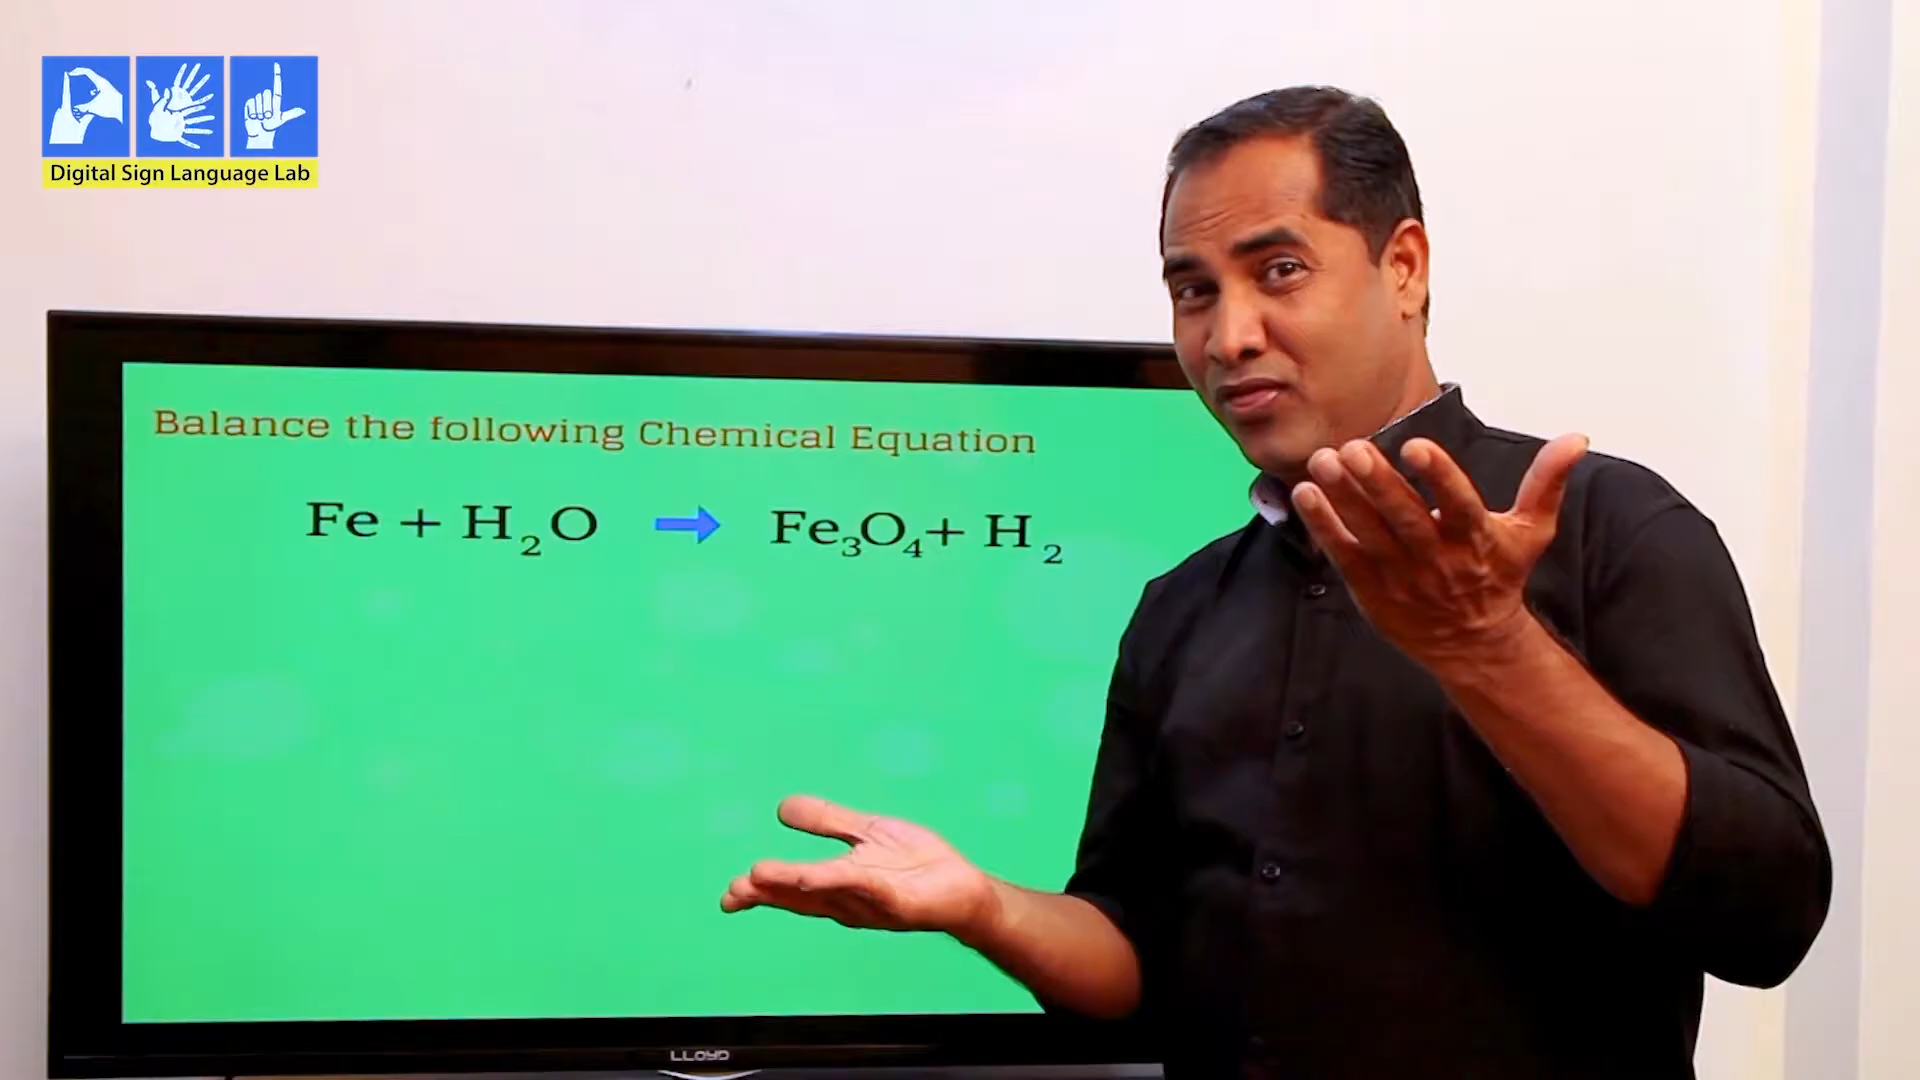 Digital Sign Language Lab
Balance the following Chemical Equation
Fe + H₂O → Fe₃O₄ + H₂
LLOYD